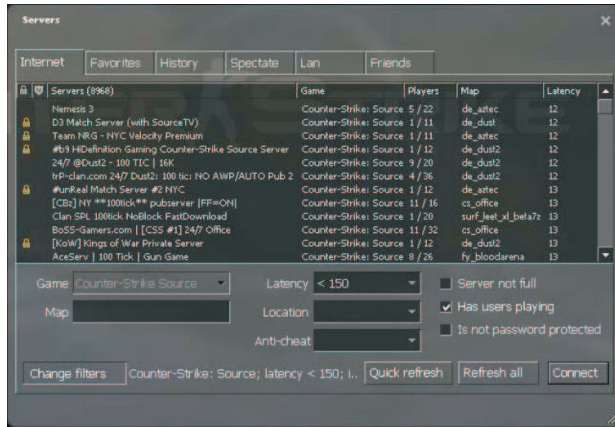 Servers
Internet Favorites History Spectate Lan Friends
Servers (8968) Game Players Map Latency
Nemesis 3 Counter-Strike: Source 5 / 22 de_aztec 12
D3 Match Server (with SourceTV) Counter-Strike: Source 1 / 11 de_dust 12
Team NRG - NYC Velocity Premium Counter-Strike: Source 1 / 11 de_aztec 12
#b9 HiDefinition Gaming Counter-Strike Source Server Counter-Strike: Source 1 / 12 de_dust2 12
24/7 @Dust2 - 100 TIC | 16K Counter-Strike: Source 9 / 20 de_dust2 12
trP-clan.com 24/7 Dust2: 100 tic: NO AWP/AUTO Pub 2 Counter-Strike: Source 4 / 36 de_dust2 12
#unReal Match Server #2 NYC Counter-Strike: Source 1 / 12 de_aztec 13
[CBz] NY **100tick** pubserver |FF=ON| Counter-Strike: Source 11 / 16 cs_office 13
Clan SPL 100tick NoBlock FastDownload Counter-Strike: Source 1 / 20 surf_leet_xl_beta7z 13
BoSS-Gamers.com | [CSS #1] 24/7 Office Counter-Strike: Source 11 / 32 cs_office 13
[KoW] Kings of War Private Server Counter-Strike: Source 1 / 12 de_dust2 13
AceServ | 100 Tick | Gun Game Counter-Strike: Source 8 / 26 fy_bloodarena 13
Game Counter-Strike Source Latency < 150 Server not full
Map Location Has users playing
Anti-cheat Is not password protected
Change filters Counter-Strike: Source; latency < 150; i.. Quick refresh Refresh all Connect